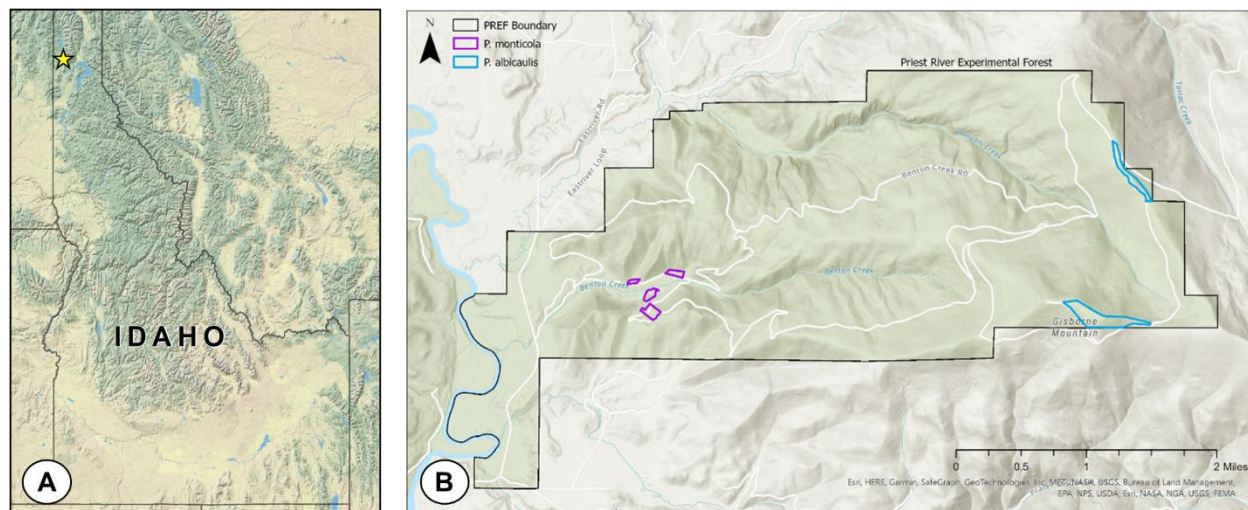 IDAHO
A
N
PREF Boundary
P. monticola
P. albicaulis
Priest River Experimental Forest
Eastriver Rd
Eastriver Loop
Benton Creek Rd
Benton Creek
Benton Creek
Gisborne
Mountain
B
0 0.5 1 2 Miles
Esri, HERE, Garmin, SafeGraph, GeoTechnologies, Inc, METI/NASA, USGS, Bureau of Land Management,
EPA, NPS, USDA, Esri, NASA, NGA, USGS, FEMA